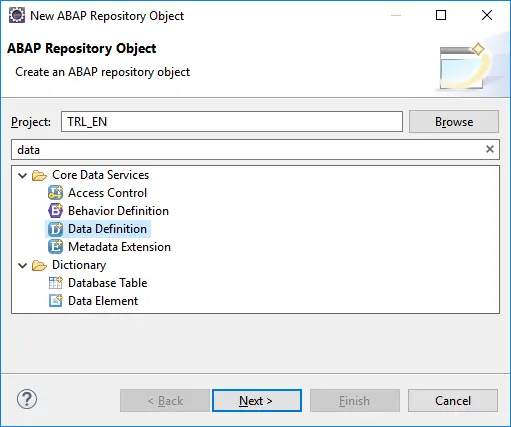 New ABAP Repository Object
ABAP Repository Object
Create an ABAP repository object
Project: TRL_EN Browse
data
Core Data Services
Access Control
Behavior Definition
Data Definition
Metadata Extension
Dictionary
Database Table
Data Element
< Back Next > Finish Cancel